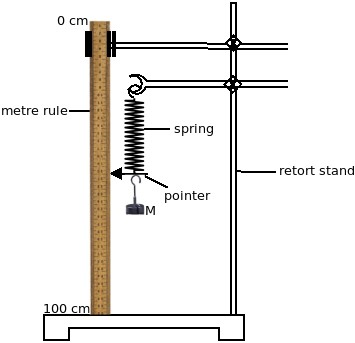 0 cm
metre rule
spring
retort stand
pointer
M
100 cm